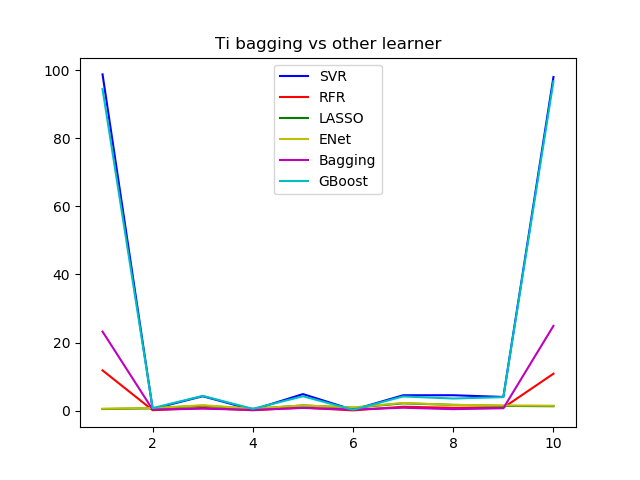 Ti bagging vs other learner
100
80
60
40
20
0
SVR
RFR
LASSO
ENet
Bagging
GBoost
2 4 6 8 10